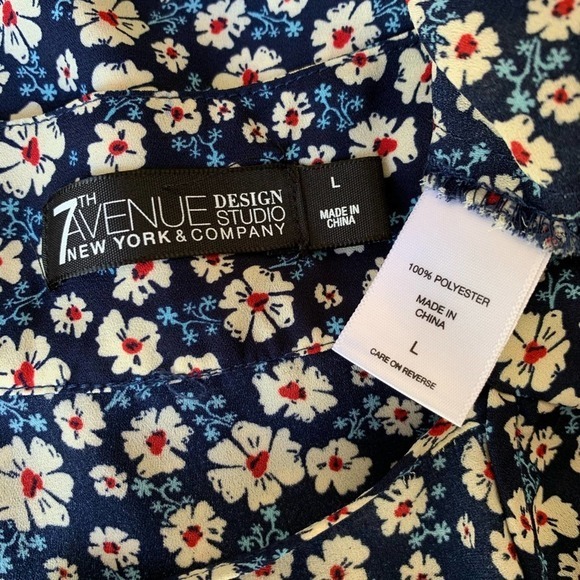 7TH AVENUE DESIGN STUDIO
NEW YORK & COMPANY
L
MADE IN
CHINA
100% POLYESTER
MADE IN
CHINA
L
CARE ON REVERSE